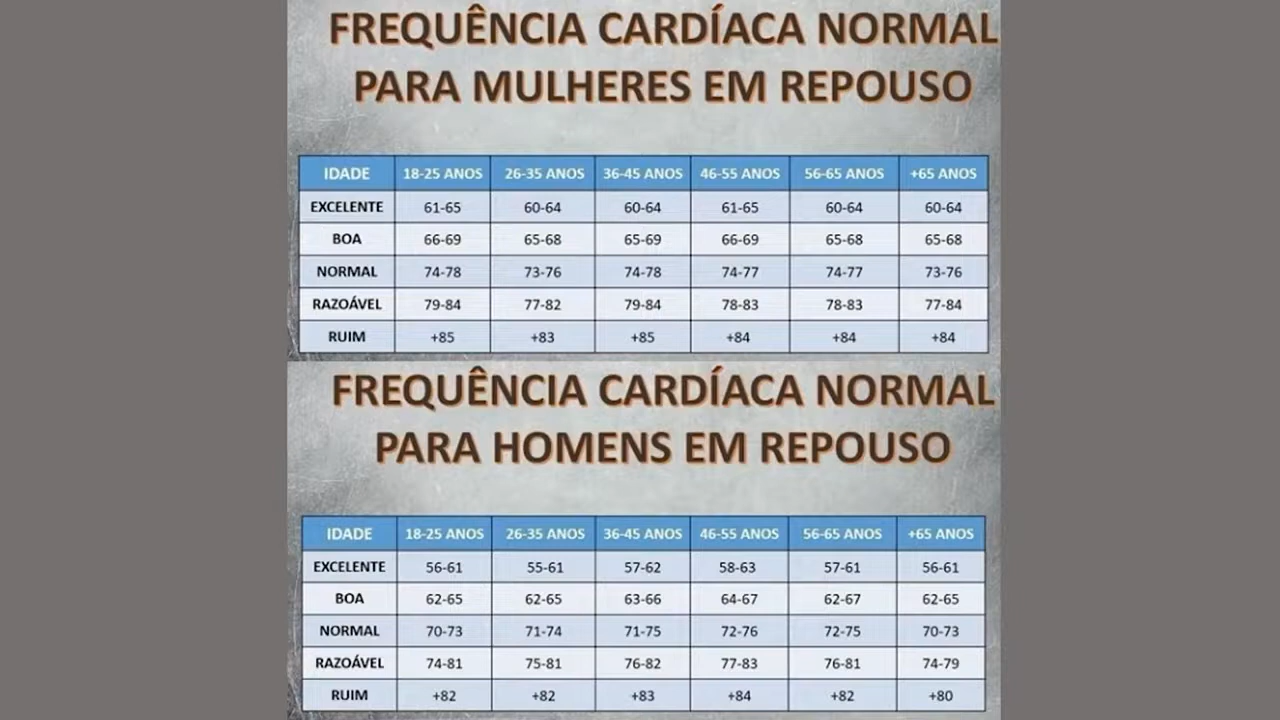 FREQUÊNCIA CARDÍACA NORMAL
PARA MULHERES EM REPOUSO
IDADE 18-25 ANOS 26-35 ANOS 36-45 ANOS 46-55 ANOS 56-65 ANOS +65 ANOS
EXCELENTE 61-65 60-64 60-64 61-65 60-64 60-64
BOA 66-69 65-68 65-69 66-69 65-68 65-68
NORMAL 74-78 73-76 74-78 74-77 74-77 73-76
RAZOÁVEL 79-84 77-82 79-84 78-83 78-83 77-84
RUIM +85 +83 +85 +84 +84 +84
FREQUÊNCIA CARDÍACA NORMAL
PARA HOMENS EM REPOUSO
IDADE 18-25 ANOS 26-35 ANOS 36-45 ANOS 46-55 ANOS 56-65 ANOS +65 ANOS
EXCELENTE 56-61 55-61 57-62 58-63 57-61 56-61
BOA 62-65 62-65 63-66 64-67 62-67 62-65
NORMAL 70-73 71-74 71-75 72-76 72-75 70-73
RAZOÁVEL 74-81 75-81 76-82 77-83 76-81 74-79
RUIM +82 +82 +83 +84 +82 +80